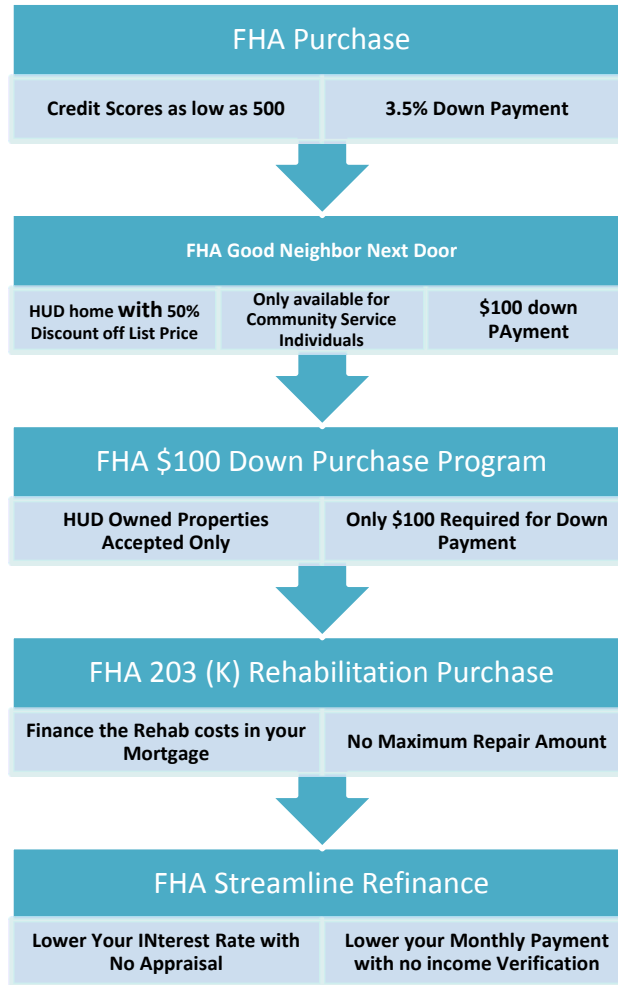 FHA Purchase
Credit Scores as low as 500
3.5% Down Payment
FHA Good Neighbor Next Door
HUD home with 50%
Discount off List Price
Only available for
Community Service
Individuals
$100 down
PAyment
FHA $100 Down Purchase Program
HUD Owned Properties
Accepted Only
Only $100 Required for Down
Payment
FHA 203 (K) Rehabilitation Purchase
Finance the Rehab costs in your
Mortgage
No Maximum Repair Amount
FHA Streamline Refinance
Lower Your INterest Rate with
No Appraisal
Lower your Monthly Payment
with no income Verification